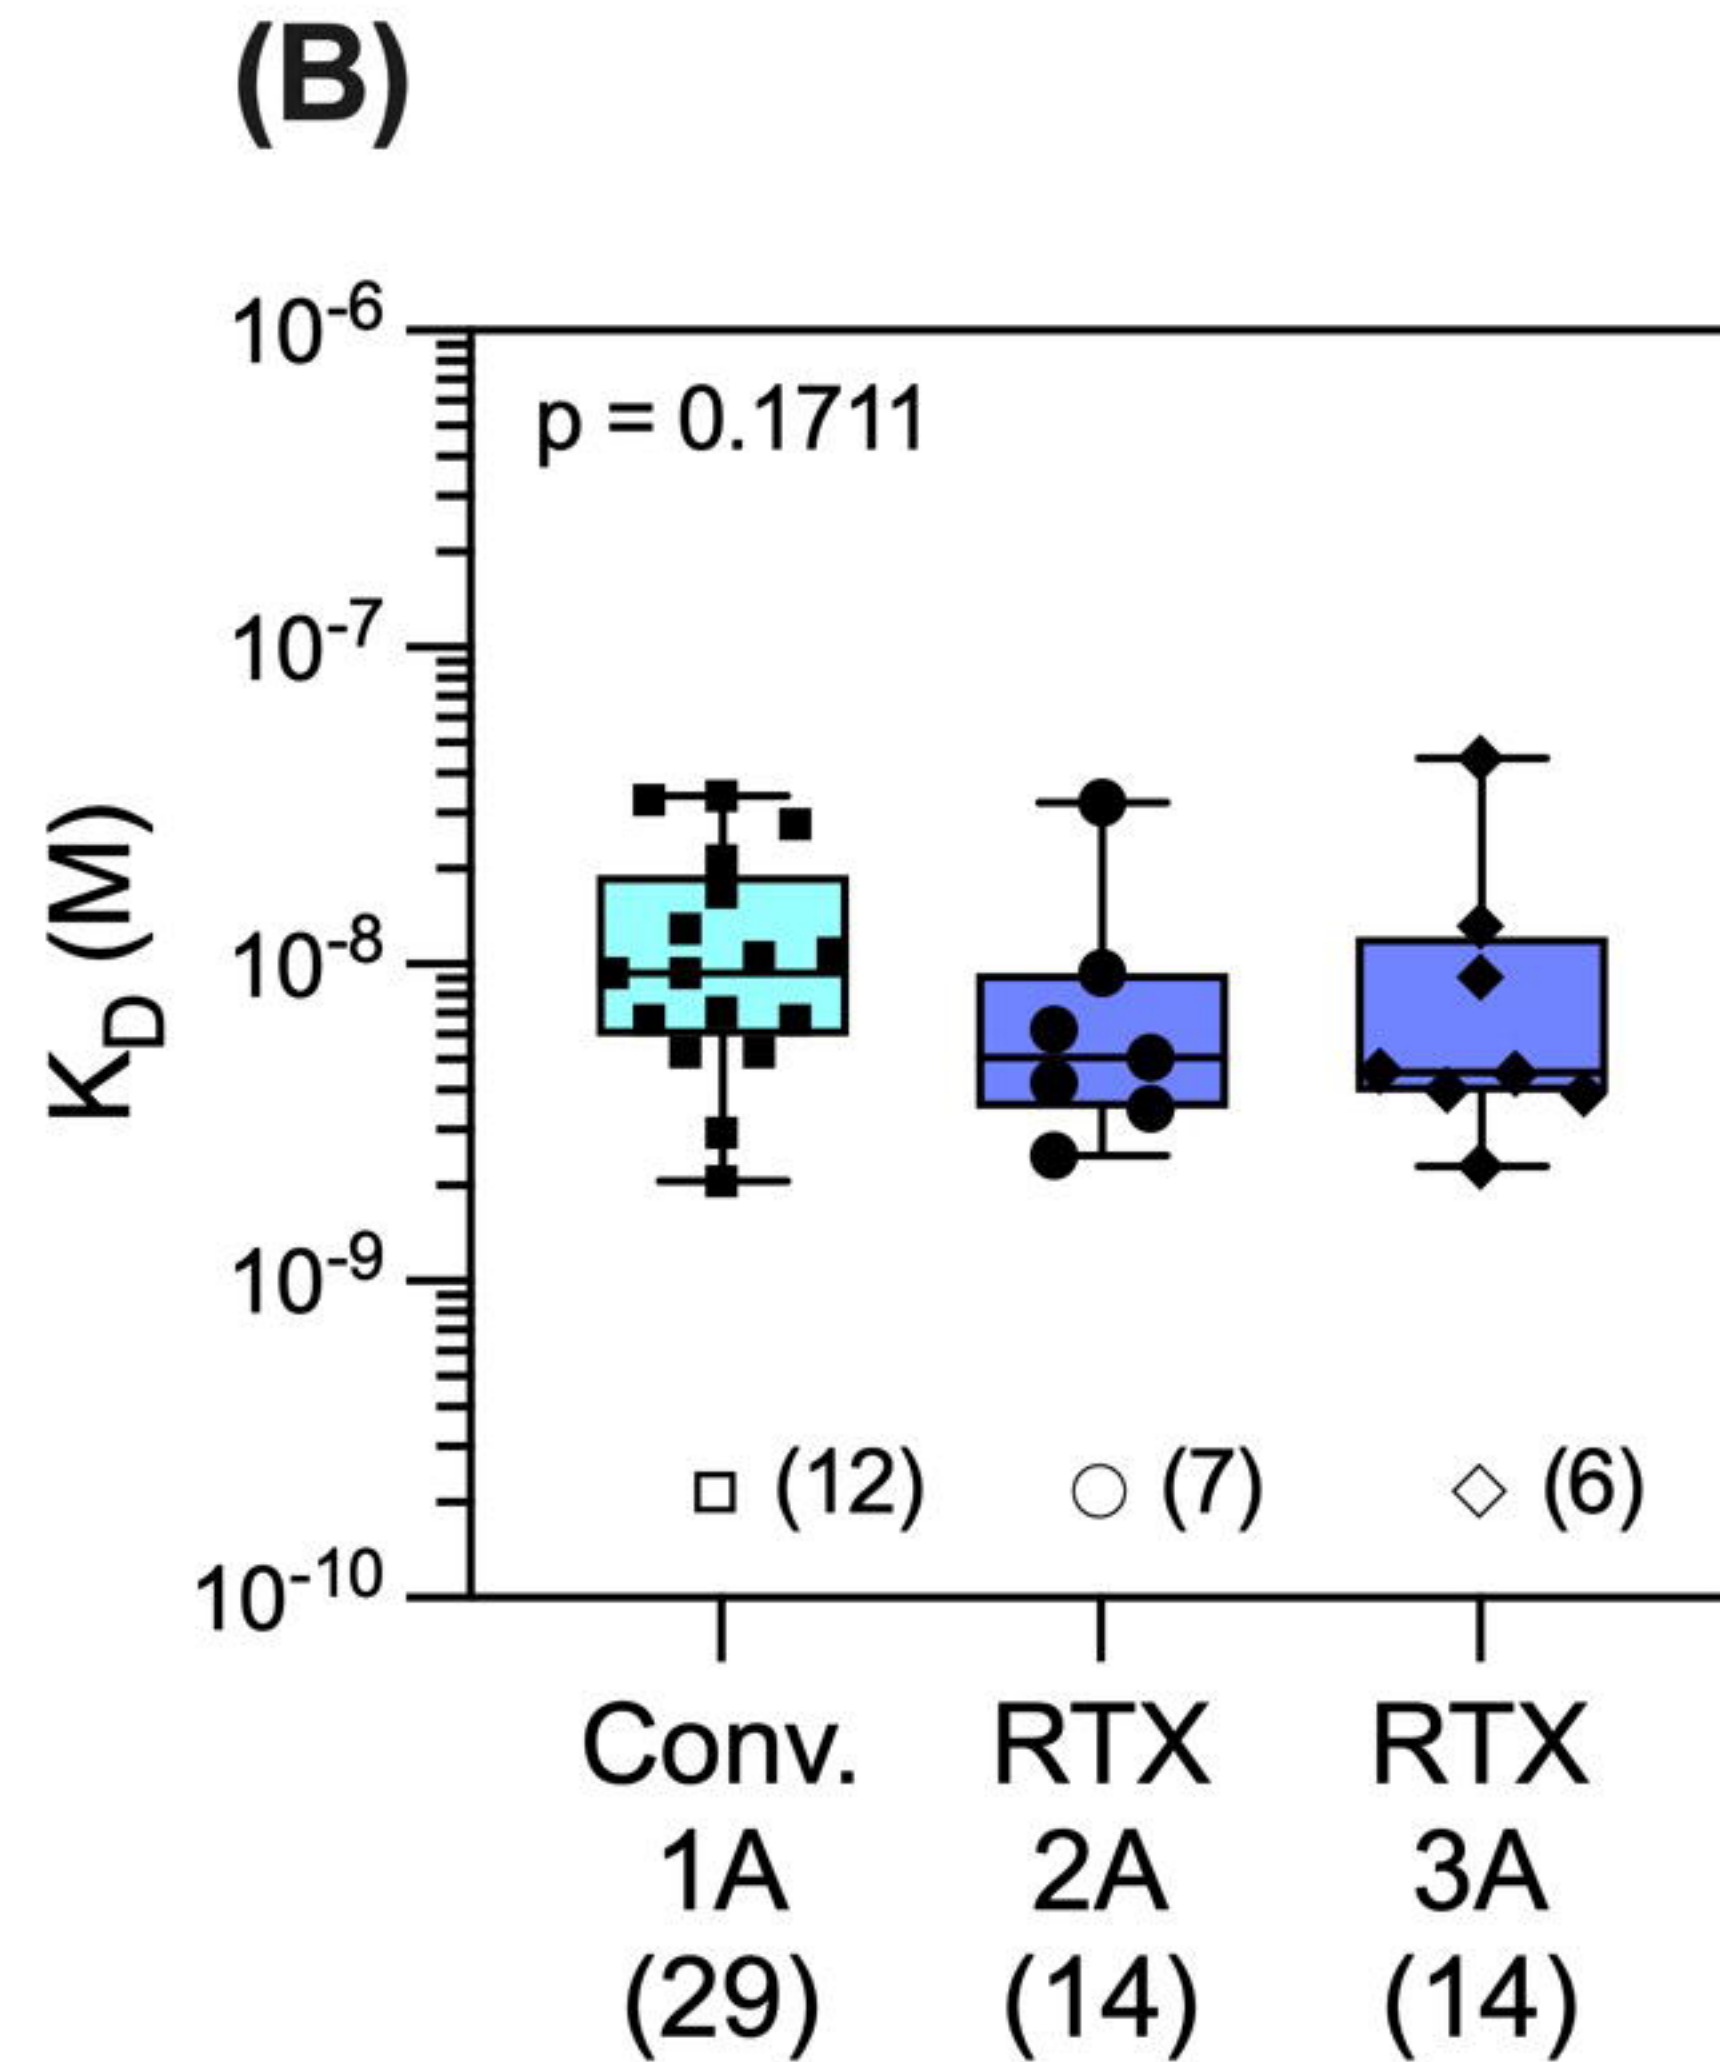 (B)
10-6
p = 0.1711
10-7
KD (M)
10-8
10-9
(12) (7) (6)
10-10
Conv. RTX RTX
1A 2A 3A
(29) (14) (14)